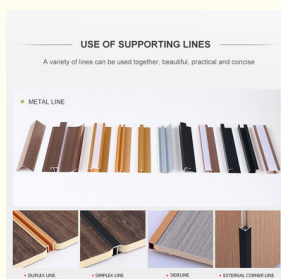 USE OF SUPPORTING LINES
A variety of lines can be used together, beautiful, practical and concise
• METAL LINE
• DUPLEX LINE
• SIMPLEX LINE
• SIDELINE
• EXTERNAL CORNER LINE